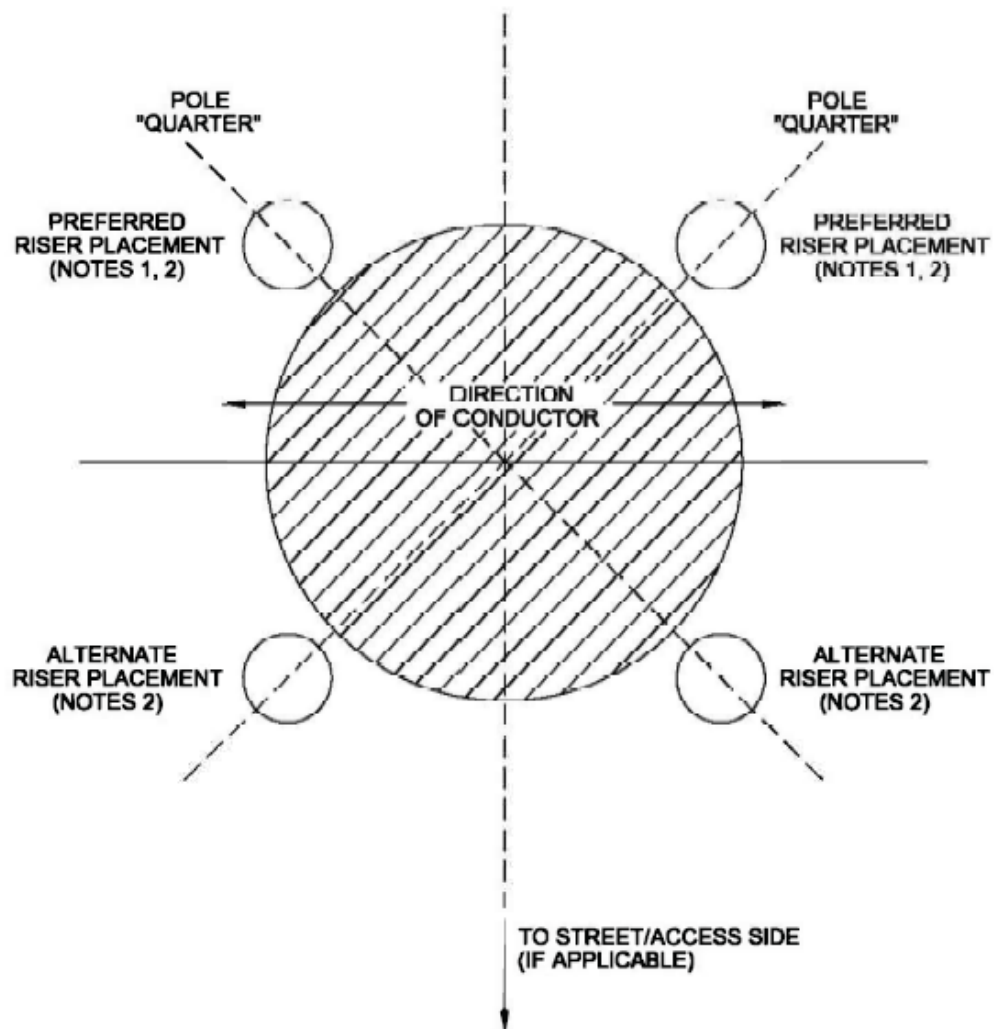 POLE
"QUARTER"
POLE
"QUARTER"
PREFERRED
RISER PLACEMENT
(NOTES 1, 2)
PREFERRED
RISER PLACEMENT
(NOTES 1, 2)
DIRECTION
OF CONDUCTOR
ALTERNATE
RISER PLACEMENT
(NOTES 2)
ALTERNATE
RISER PLACEMENT
(NOTES 2)
TO STREET/ACCESS SIDE
(IF APPLICABLE)